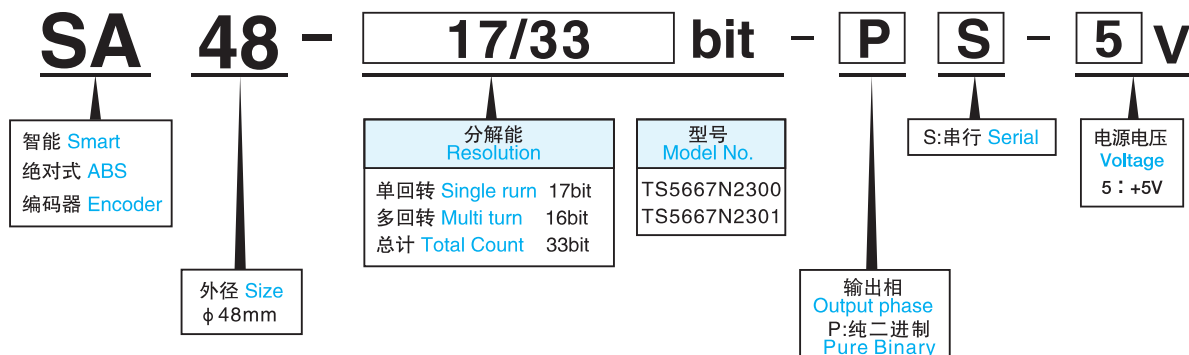 SA 48 - 17/33 bit - P S - 5 V
智能 Smart
绝对式 ABS
编码器 Encoder
外径 Size
φ48mm
分解能
Resolution
单回转 Single rurn 17bit
多回转 Multi turn 16bit
总计 Total Count 33bit
型号
Model No.
TS5667N2300
TS5667N2301
输出相
Output phase
P:纯二进制
Pure Binary
S:串行 Serial
电源电压
Voltage
5：+5V